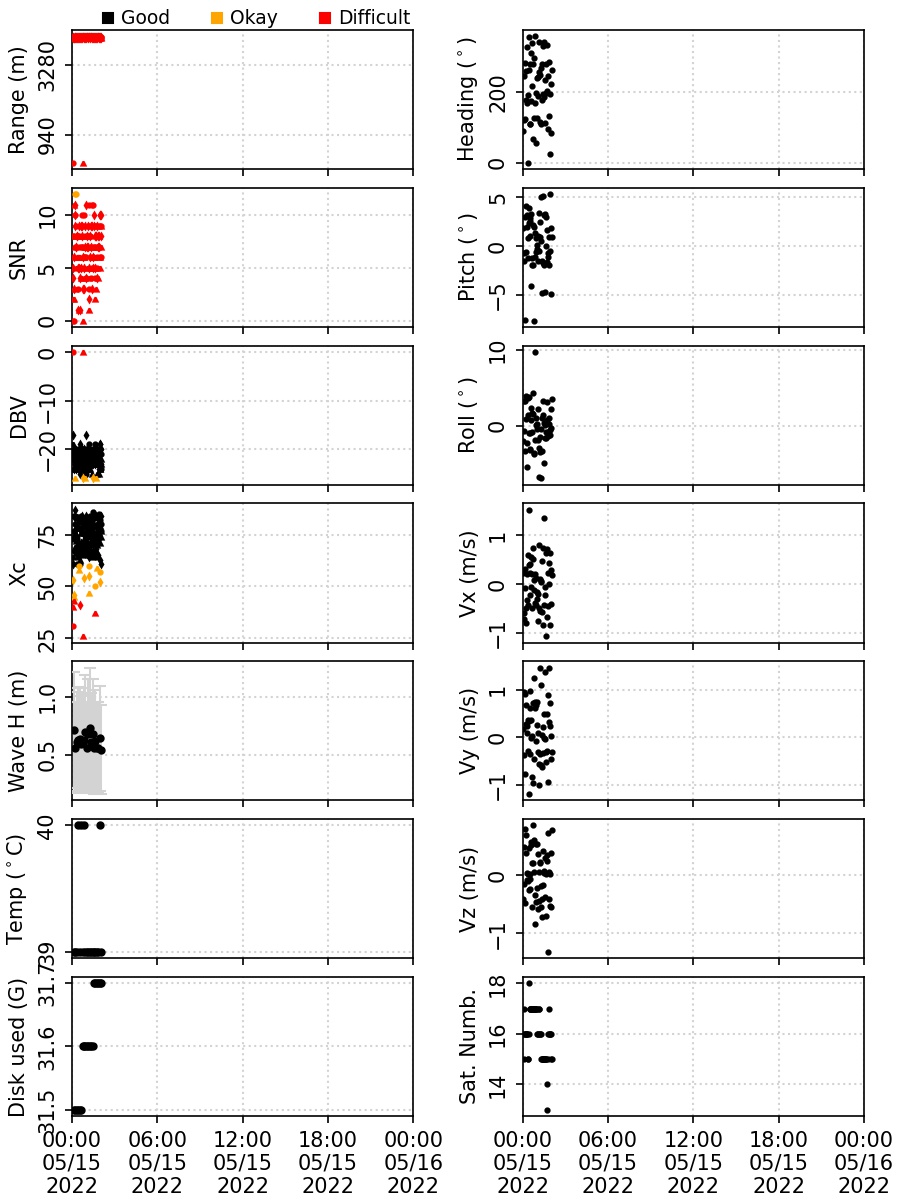 Good Okay Difficult
Range (m)
3280
940
Heading (°)
200
0
SNR
10
5
0
Pitch (°)
5
0
−5
DBV
0
−10
−20
Roll (°)
10
0
Xc
75
50
25
Vx (m/s)
1
0
−1
Wave H (m)
1.0
0.5
Vy (m/s)
1
0
−1
Temp (°C)
40
39
Vz (m/s)
0
−1
Disk used (G)
31.7
31.6
31.5
Sat. Numb.
18
16
14
00:00 06:00 12:00 18:00 00:00
05/15 05/15 05/15 05/15 05/16
2022 2022 2022 2022 2022
00:00 06:00 12:00 18:00 00:00
05/15 05/15 05/15 05/15 05/16
2022 2022 2022 2022 2022